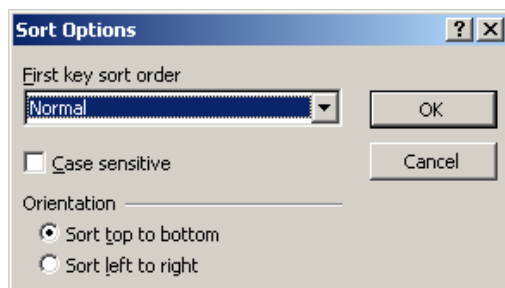 Sort Options
First key sort order
Normal
OK
Case sensitive
Cancel
Orientation
Sort top to bottom
Sort left to right